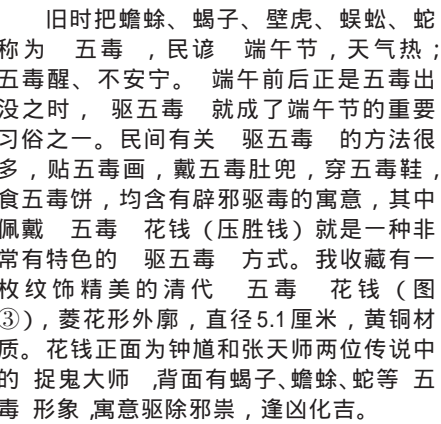 旧时把蟾蜍、蝎子、壁虎、蜈蚣、蛇
称为 五毒 ，民谚 端午节，天气热；
五毒醒、不安宁。 端午前后正是五毒出
没之时， 驱五毒 就成了端午节的重要
习俗之一。民间有关 驱五毒 的方法很
多，贴五毒画，戴五毒肚兜，穿五毒鞋，
食五毒饼，均含有辟邪驱毒的寓意，其中
佩戴 五毒 花钱（压胜钱）就是一种非
常有特色的 驱五毒 方式。我收藏有一
枚纹饰精美的清代 五毒 花钱（图
③），菱花形外廓，直径5.1厘米，黄铜材
质。花钱正面为钟馗和张天师两位传说中
的 捉鬼大师 ,背面有蝎子、蟾蜍、蛇等 五
毒 形象 ,寓意驱除邪祟，逢凶化吉。